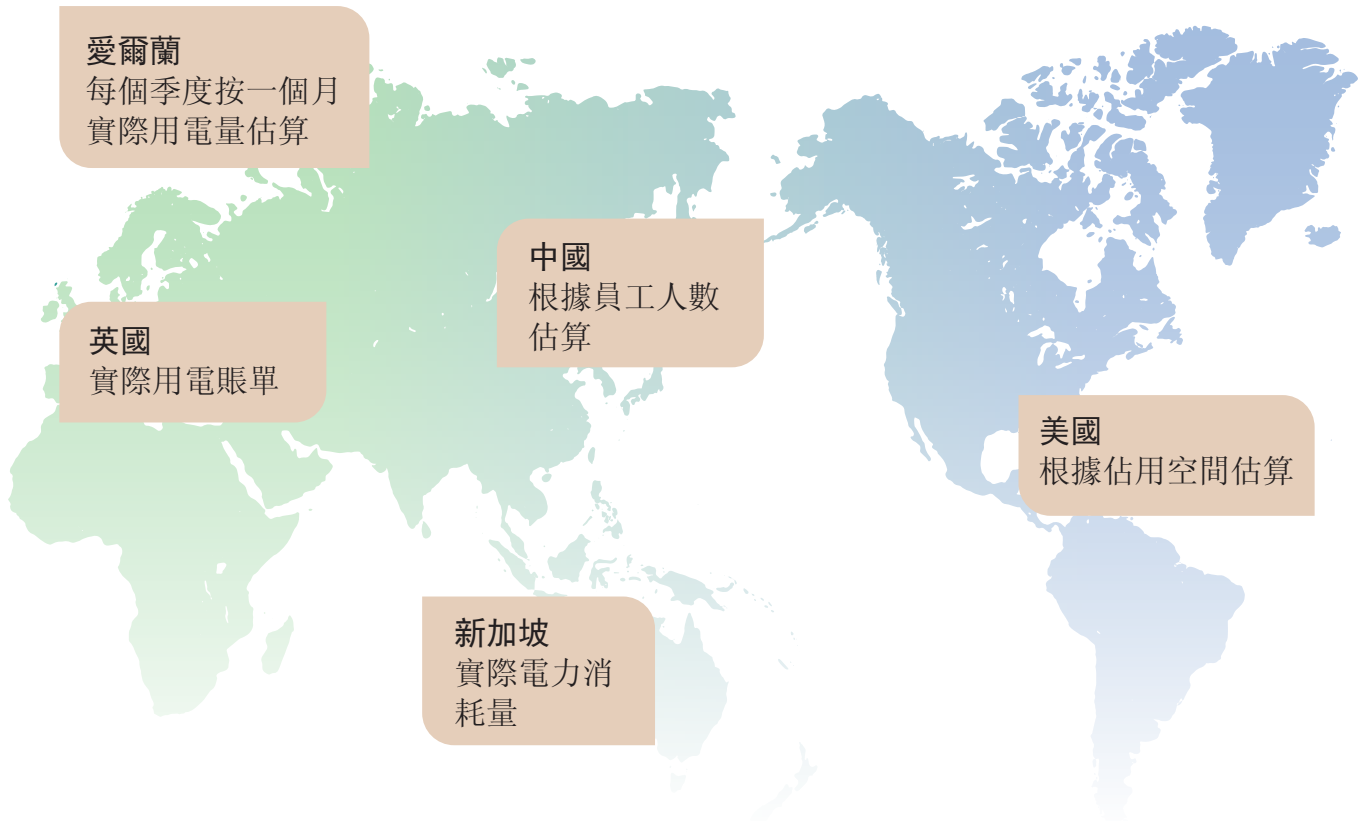 愛爾蘭
每個季度按一個月
實際用電量估算
中國
根據員工人數
估算
英國
實際用電賬單
美國
根據佔用空間估算
新加坡
實際電力消
耗量